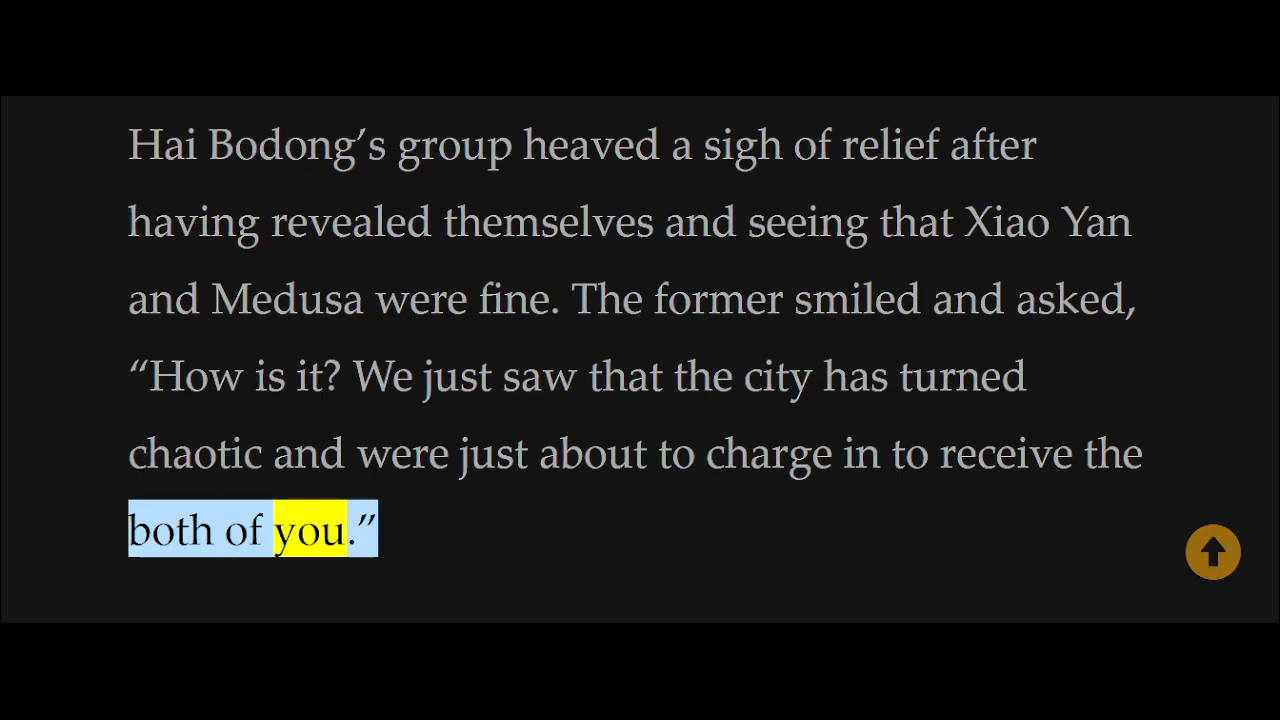 Hai Bodong’s group heaved a sigh of relief after
having revealed themselves and seeing that Xiao Yan
and Medusa were fine. The former smiled and asked,
“How is it? We just saw that the city has turned
chaotic and were just about to charge in to receive the
both of you.”